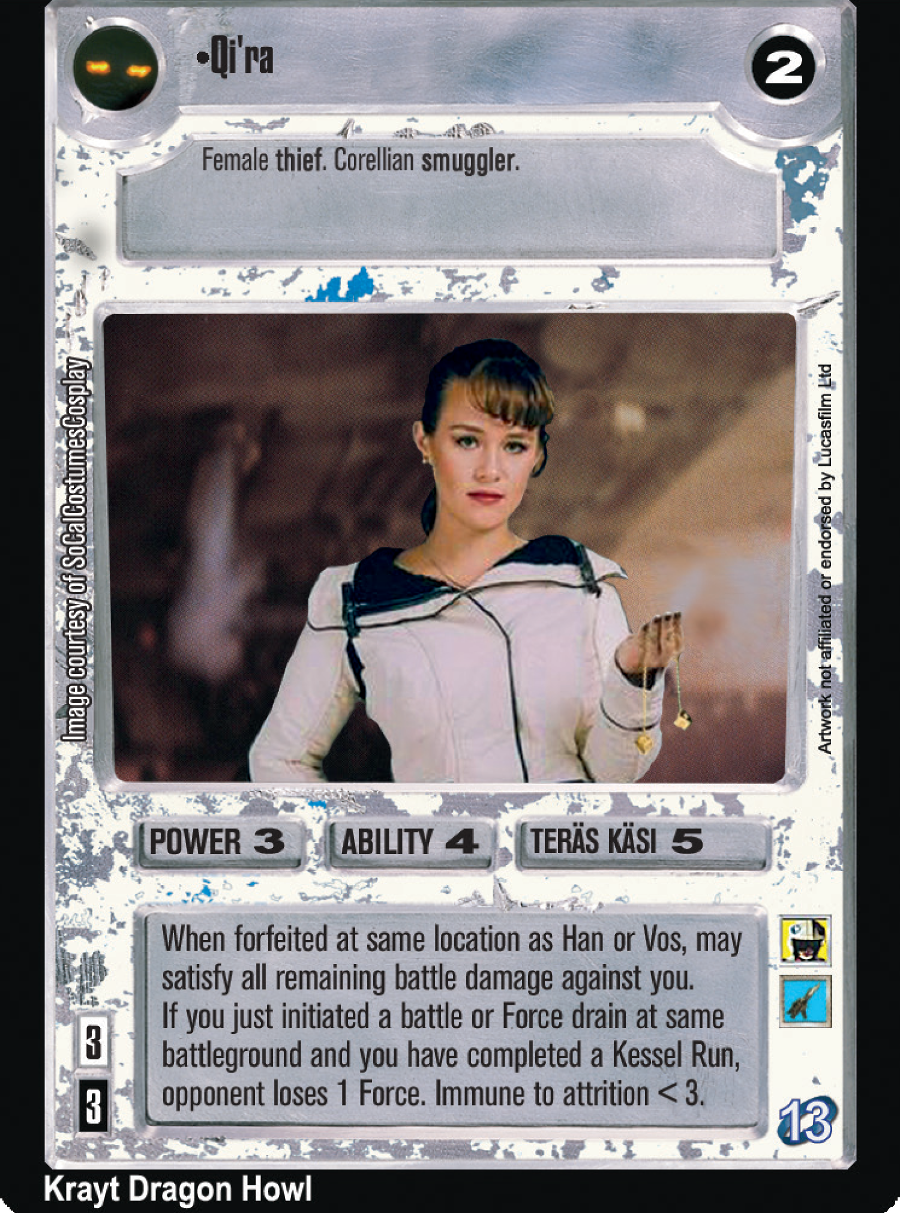 •Qi'ra
2
Female thief. Corellian smuggler.
Image courtesy of SoCalCostumesCosplay
Artwork not affiliated or endorsed by Lucasfilm Ltd
POWER 3 ABILITY 4 TERÄS KÄSI 5
When forfeited at same location as Han or Vos, may
satisfy all remaining battle damage against you.
If you just initiated a battle or Force drain at same
battleground and you have completed a Kessel Run,
opponent loses 1 Force. Immune to attrition < 3.
3
3
13
Krayt Dragon Howl